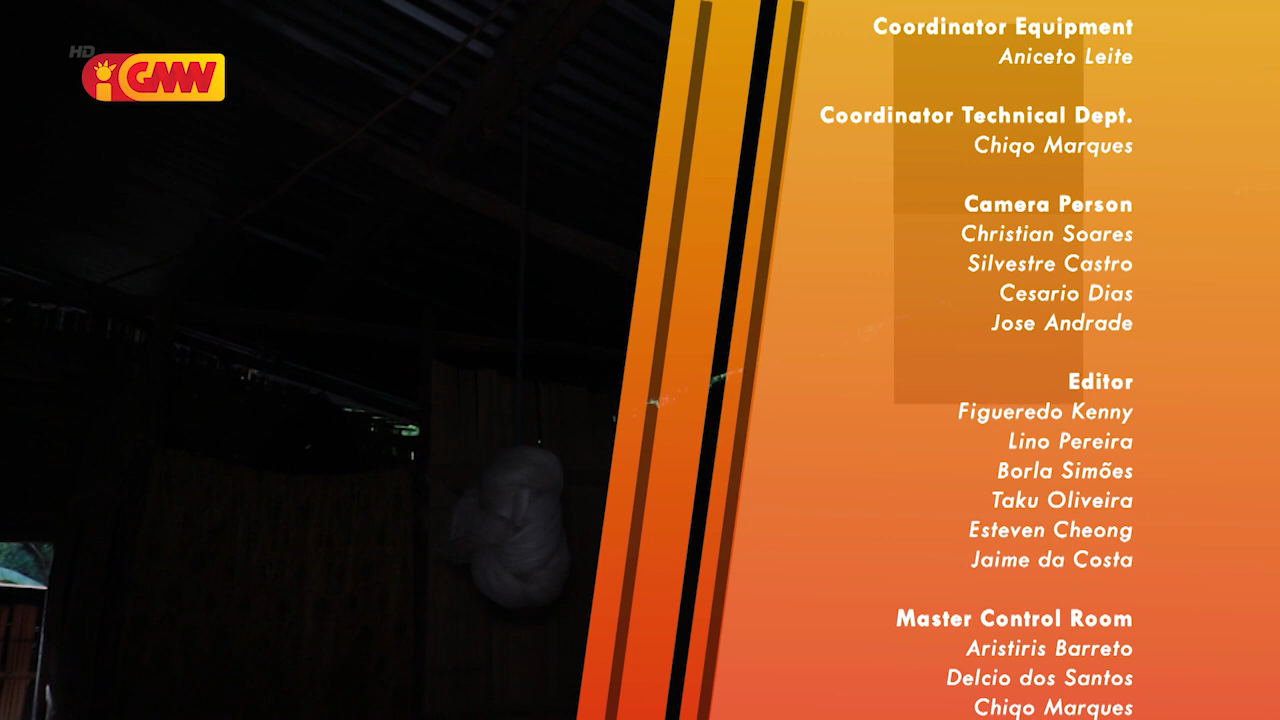 HD
GMN
Coordinator Equipment
Aniceto Leite
Coordinator Technical Dept.
Chiqo Marques
Camera Person
Christian Soares
Silvestre Castro
Cesario Dias
Jose Andrade
Editor
Figueredo Kenny
Lino Pereira
Borla Simões
Taku Oliveira
Esteven Cheong
Jaime da Costa
Master Control Room
Aristiris Barreto
Delcio dos Santos
Chiqo Marques